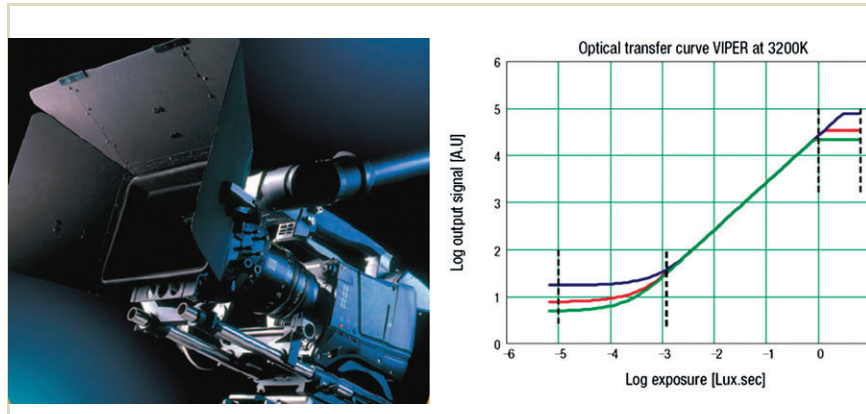 Optical transfer curve VIPER at 3200K
Log output signal [A.U]
6
5
4
3
2
1
0
-6 -5 -4 -3 -2 -1 0
Log exposure [Lux.sec]